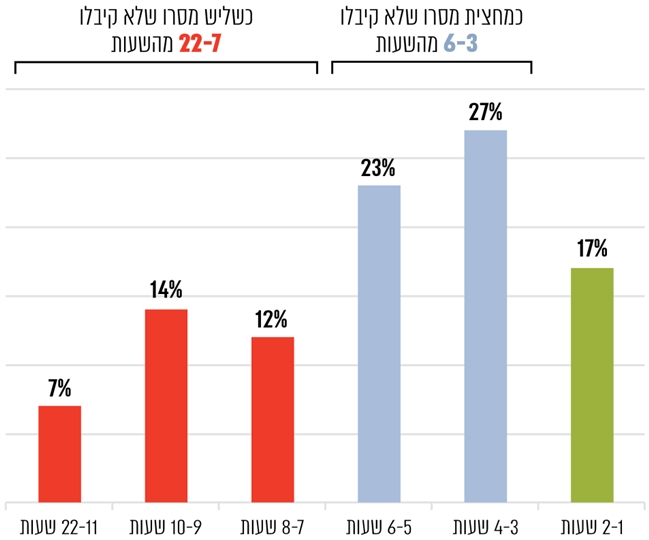 כמחצית מסרו שלא קיבלו
6-3 מהשעות
כשליש מסרו שלא קיבלו
22-7 מהשעות
17%
27%
23%
12%
14%
7%
2-1 שעות
4-3 שעות
6-5 שעות
8-7 שעות
10-9 שעות
22-11 שעות